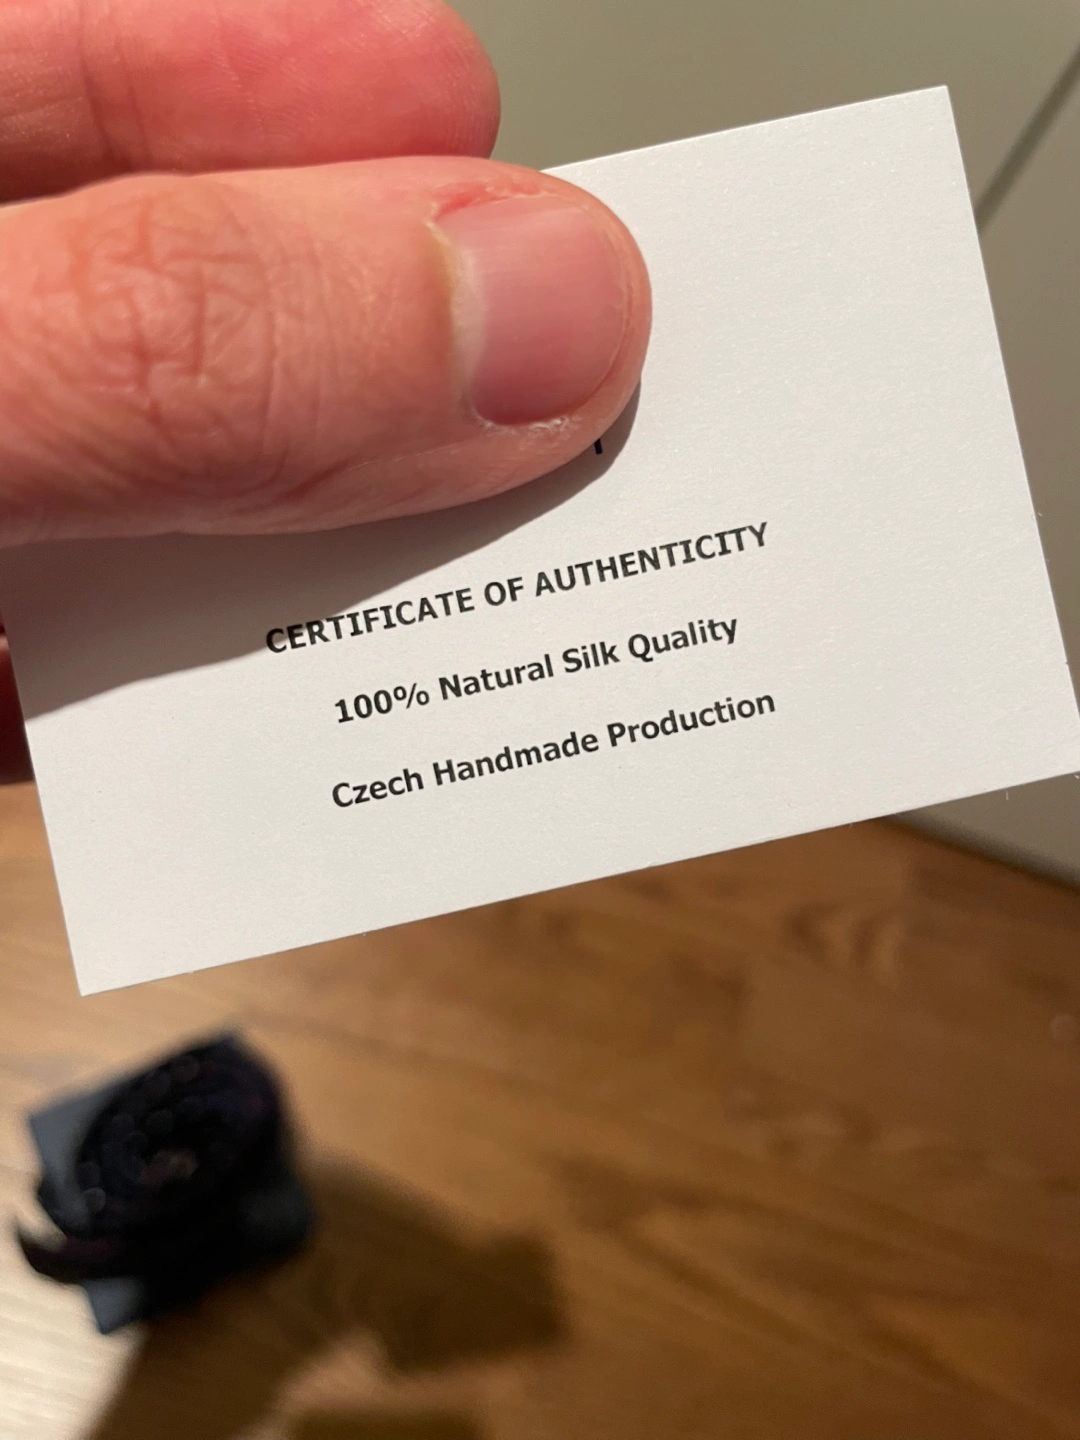 CERTIFICATE OF AUTHENTICITY
100% Natural Silk Quality
Czech Handmade Production